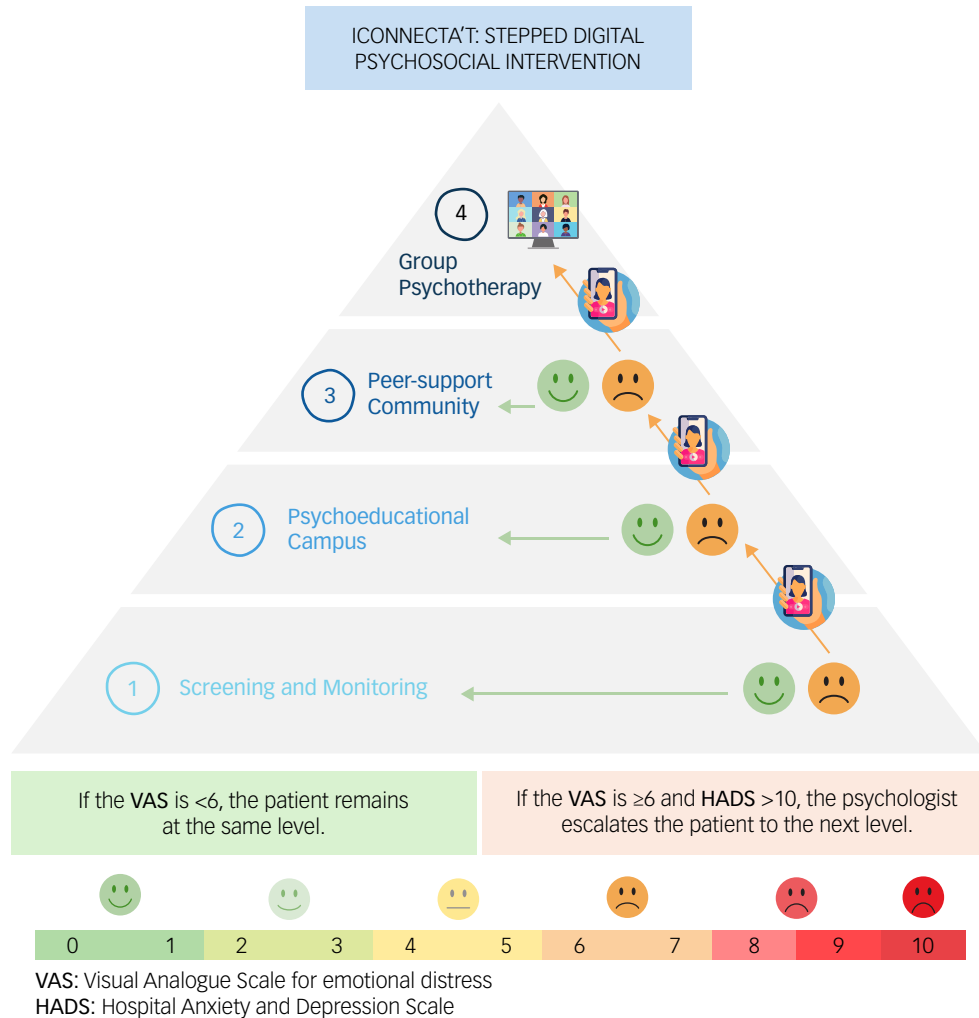 ICONNECTA’T: STEPPED DIGITAL
PSYCHOSOCIAL INTERVENTION
4
Group
Psychotherapy
3
Peer-support
Community
2
Psychoeducational
Campus
1
Screening and Monitoring
If the VAS is <6, the patient remains
at the same level.
If the VAS is ≥6 and HADS >10, the psychologist
escalates the patient to the next level.
0 1 2 3 4 5 6 7 8 9 10
VAS: Visual Analogue Scale for emotional distress
HADS: Hospital Anxiety and Depression Scale